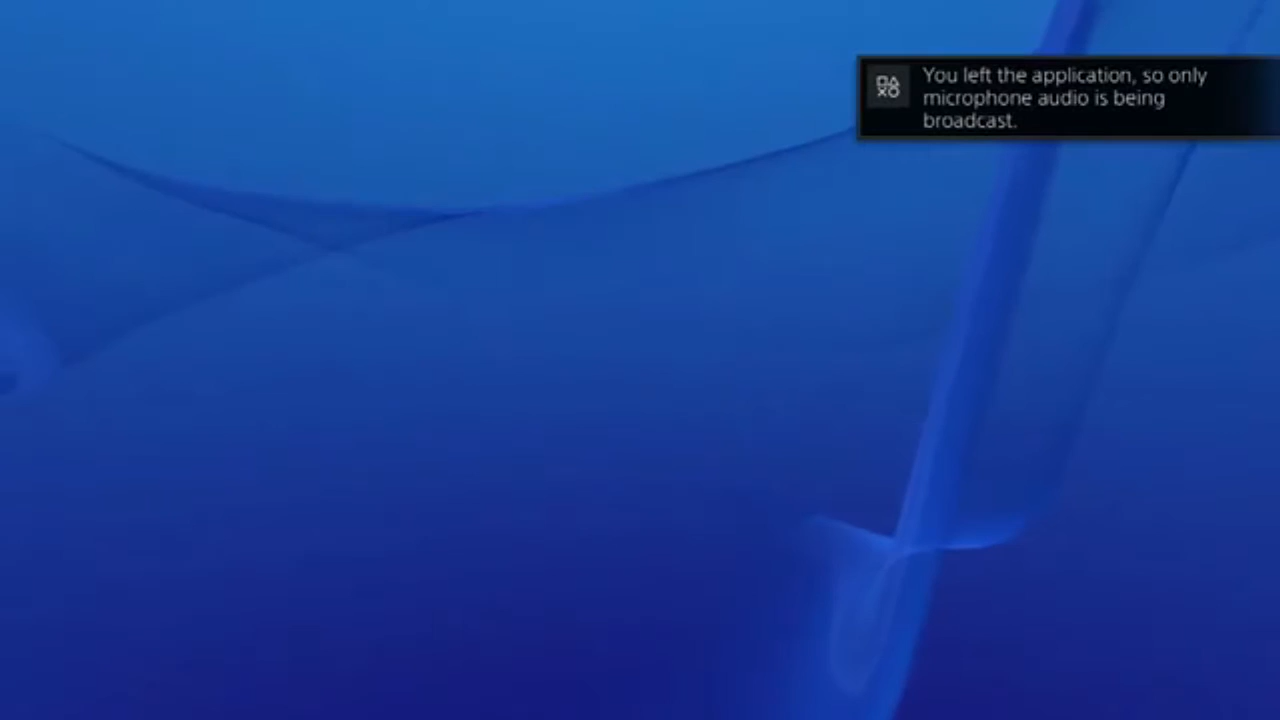 You left the application, so only
microphone audio is being
broadcast.